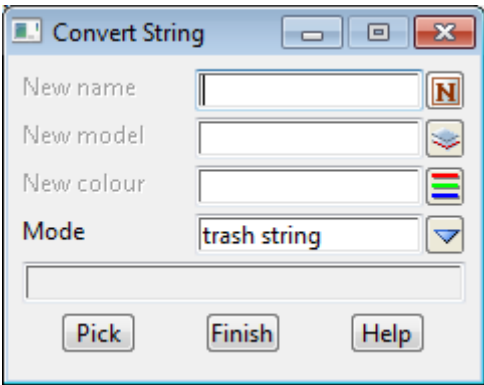 Convert String
New name N
New model
New colour
Mode trash string
Pick Finish Help